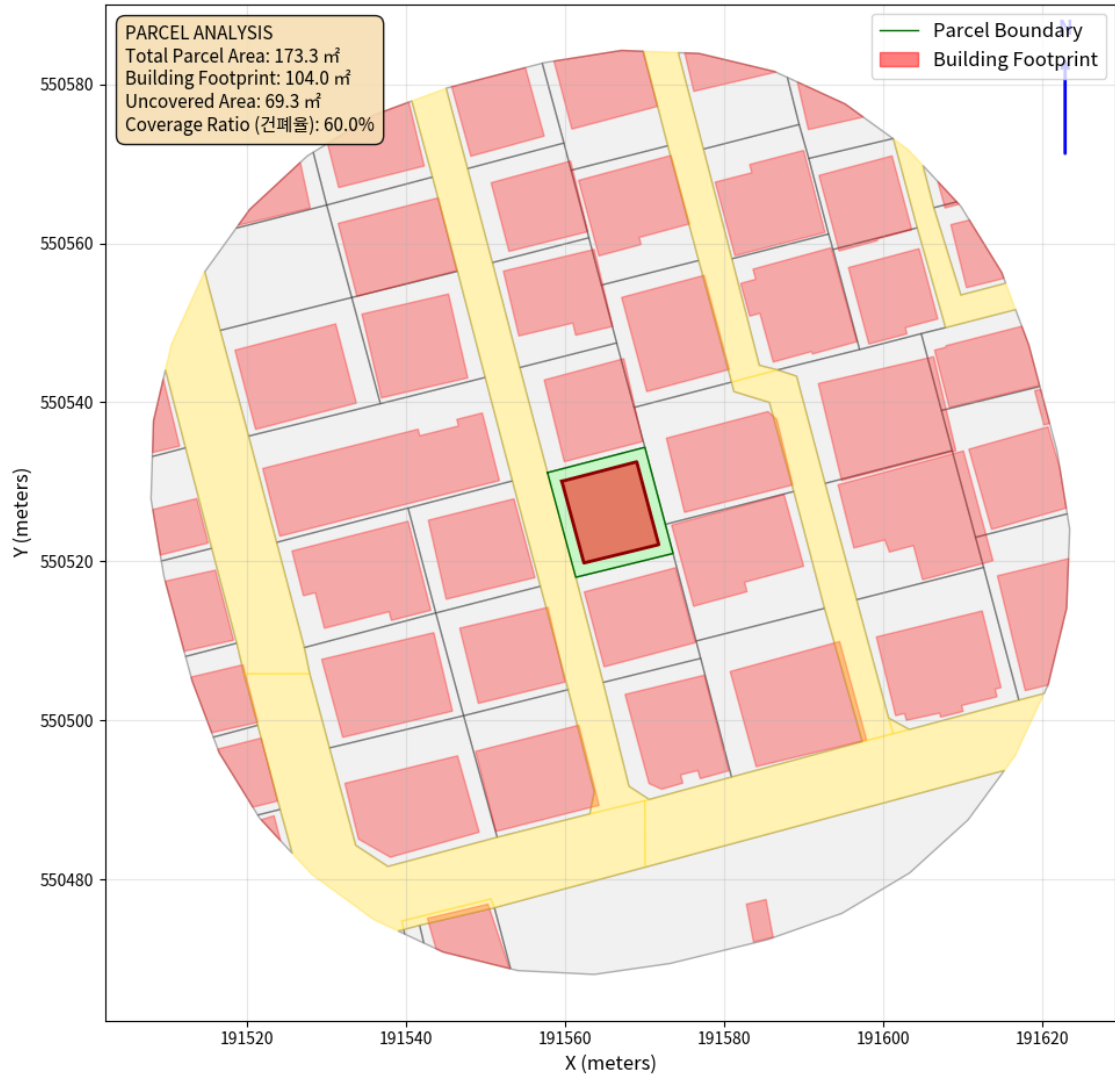 PARCEL ANALYSIS
Total Parcel Area: 173.3 ㎡
Building Footprint: 104.0 ㎡
Uncovered Area: 69.3 ㎡
Coverage Ratio (건폐율): 60.0%
Parcel Boundary
Building Footprint
N
550580
550560
550540
550520
550500
550480
Y (meters)
191520
191540
191560
191580
191600
191620
X (meters)